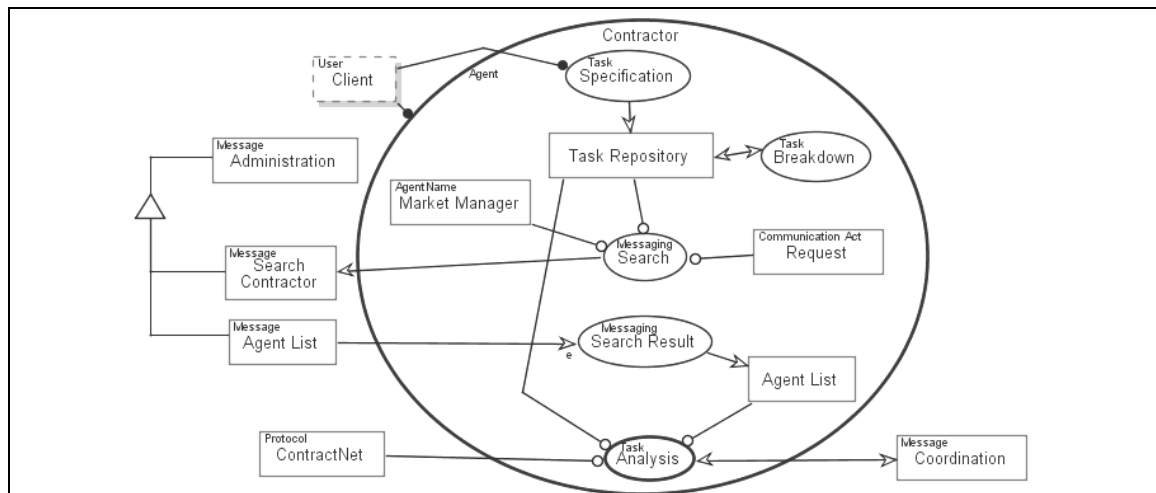 Contractor
User
Client
Agent
Task
Specification
Message
Administration
Task Repository
Task
Breakdown
AgentName
Market Manager
Messaging
Search
Communication Act
Request
Message
Search
Contractor
Message
Agent List
e
Messaging
Search Result
Agent List
Protocol
ContractNet
Task
Analysis
Message
Coordination